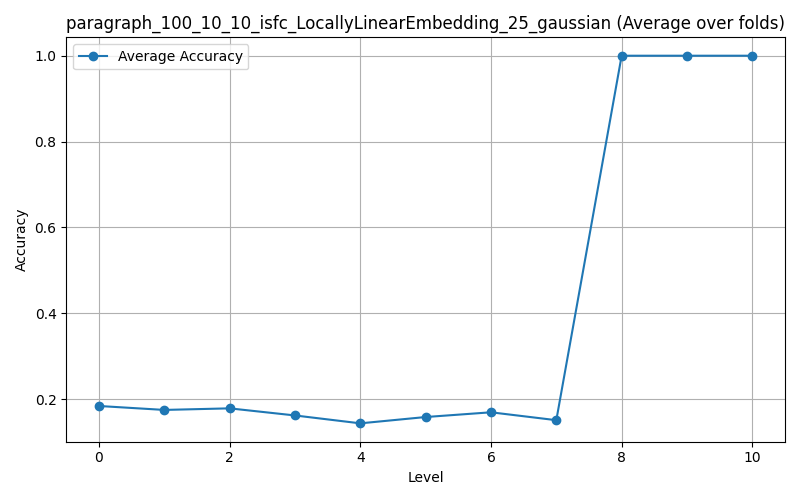 paragraph_100_10_10_isfc_LocallyLinearEmbedding_25_gaussian (Average over folds)
Average Accuracy
1.0
0.8
0.6
0.4
0.2
Accuracy
0 2 4 6 8 10
Level